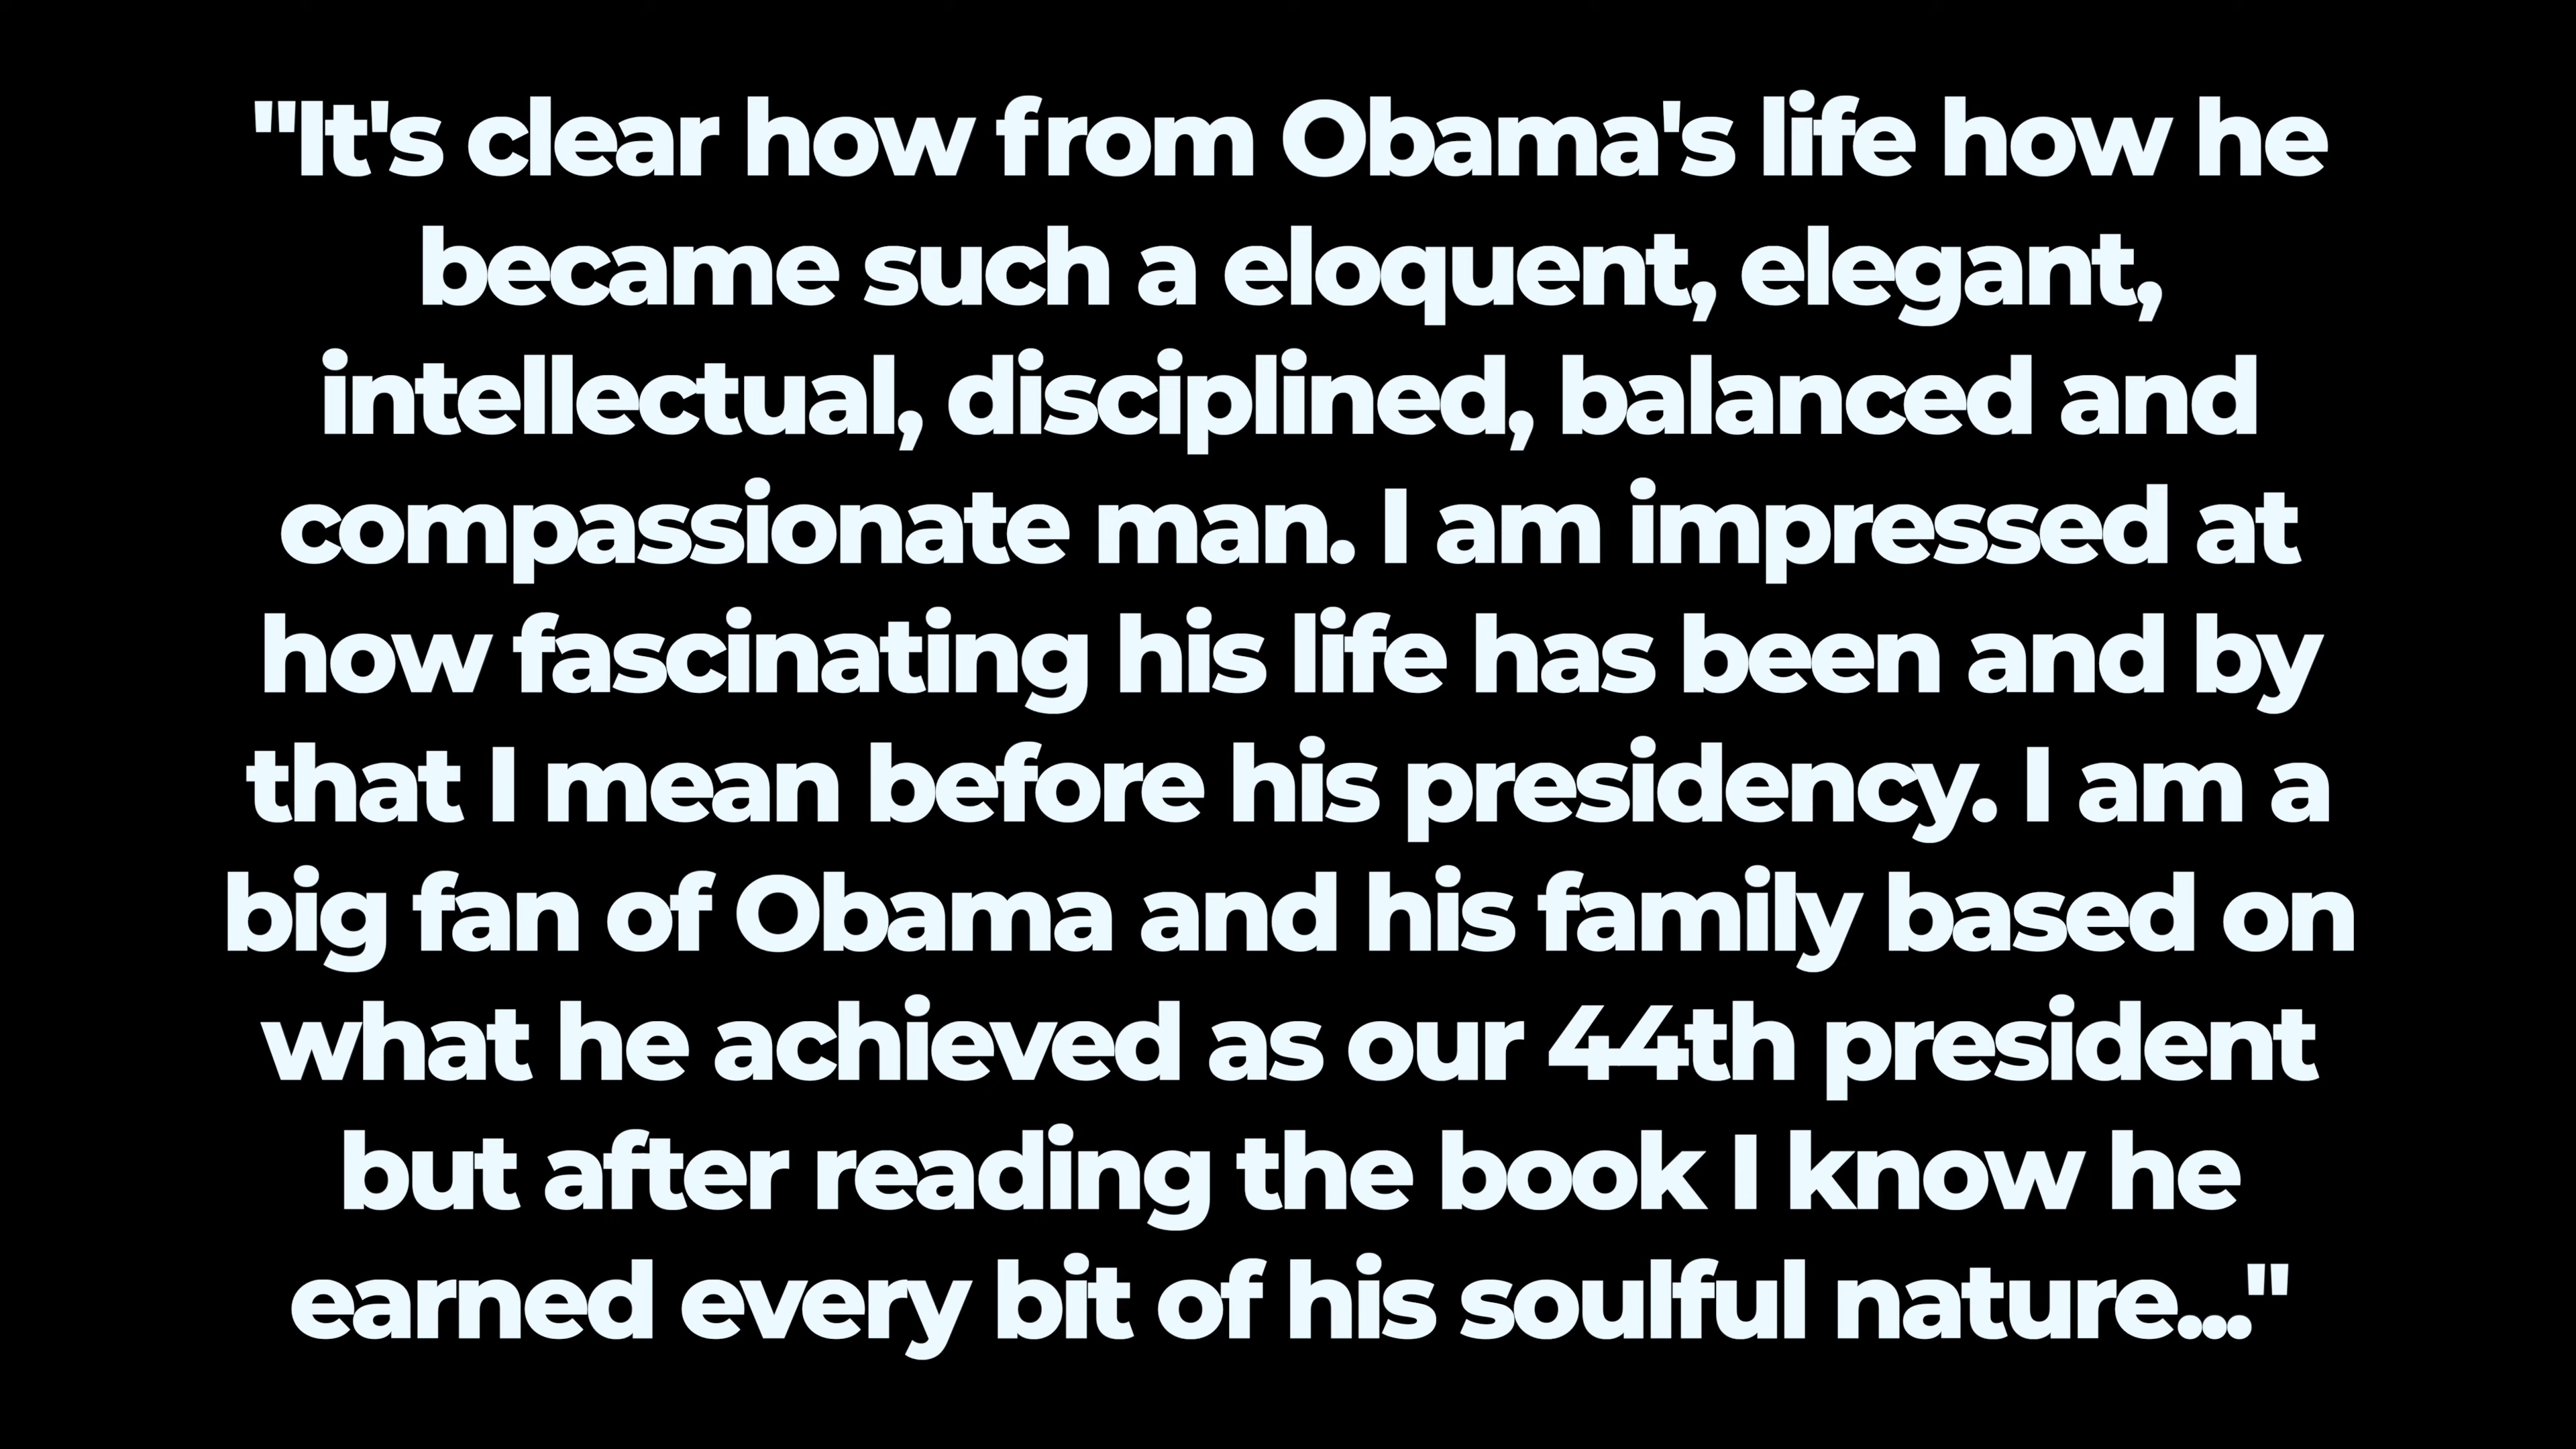 "It's clear how from Obama's life how he
became such a eloquent, elegant,
intellectual, disciplined, balanced and
compassionate man. I am impressed at
how fascinating his life has been and by
that I mean before his presidency. I am a
big fan of Obama and his family based on
what he achieved as our 44th president
but after reading the book I know he
earned every bit of his soulful nature..."